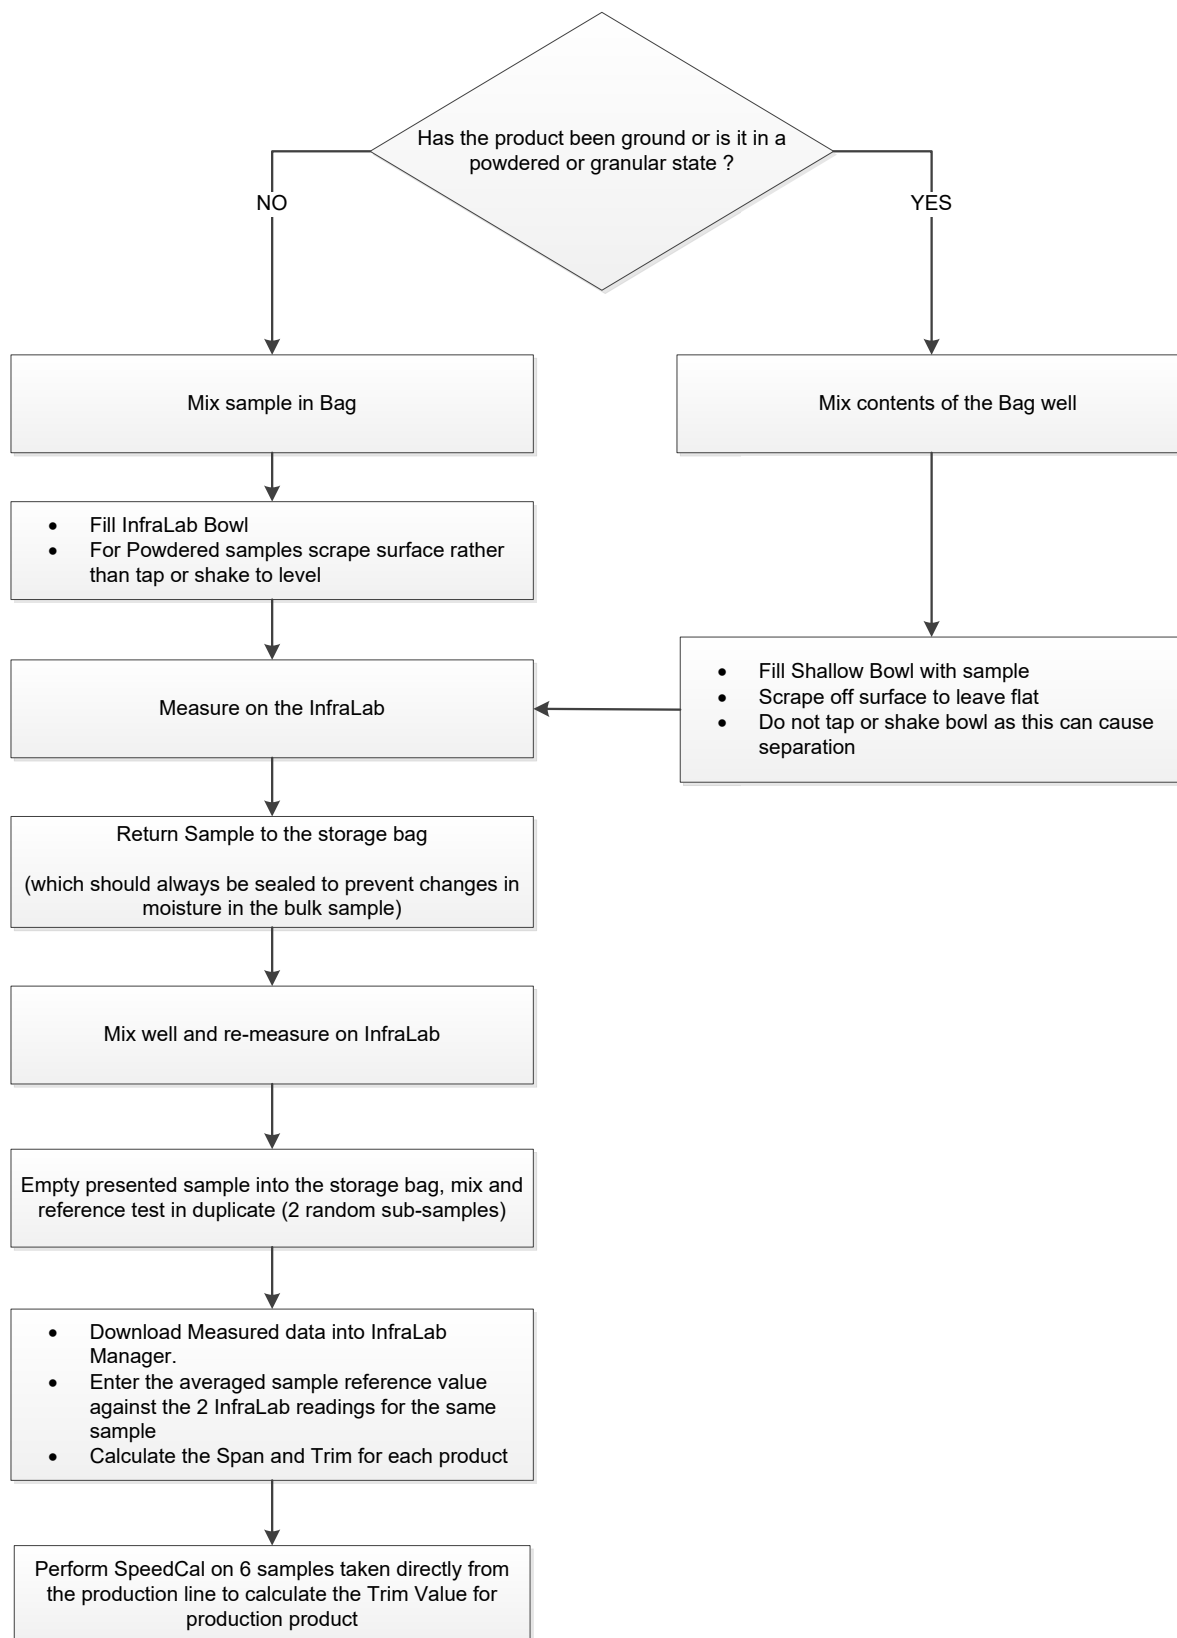 Has the product been ground or is it in a
powdered or granular state ?
NO
YES
Mix sample in Bag
Mix contents of the Bag well
• Fill InfraLab Bowl
• For Powdered samples scrape surface rather
than tap or shake to level
• Fill Shallow Bowl with sample
• Scrape off surface to leave flat
• Do not tap or shake bowl as this can cause
separation
Measure on the InfraLab
Return Sample to the storage bag
(which should always be sealed to prevent changes in
moisture in the bulk sample)
Mix well and re-measure on InfraLab
Empty presented sample into the storage bag, mix and
reference test in duplicate (2 random sub-samples)
• Download Measured data into InfraLab
Manager.
• Enter the averaged sample reference value
against the 2 InfraLab readings for the same
sample
• Calculate the Span and Trim for each product
Perform SpeedCal on 6 samples taken directly from
the production line to calculate the Trim Value for
production product